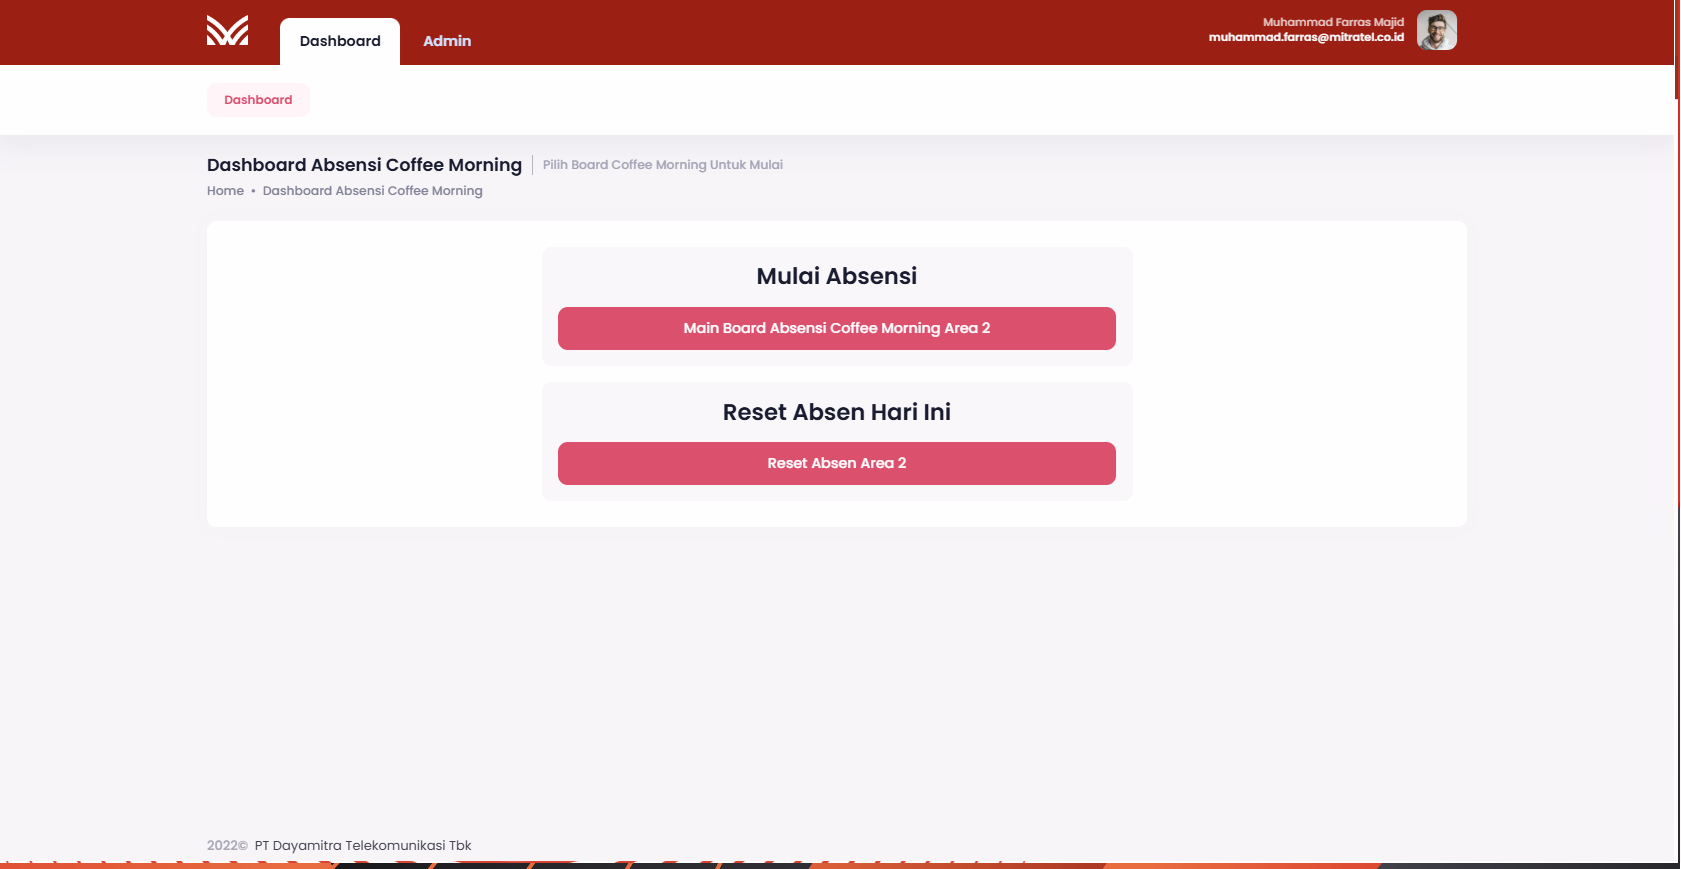 Dashboard
Admin
Muhammad Farras Majid
muhammad.farras@mitratel.co.id
Dashboard
Dashboard Absensi Coffee Morning
Pilih Board Coffee Morning Untuk Mulai
Home • Dashboard Absensi Coffee Morning
Mulai Absensi
Main Board Absensi Coffee Morning Area 2
Reset Absen Hari Ini
Reset Absen Area 2
2022© PT Dayamitra Telekomunikasi Tbk